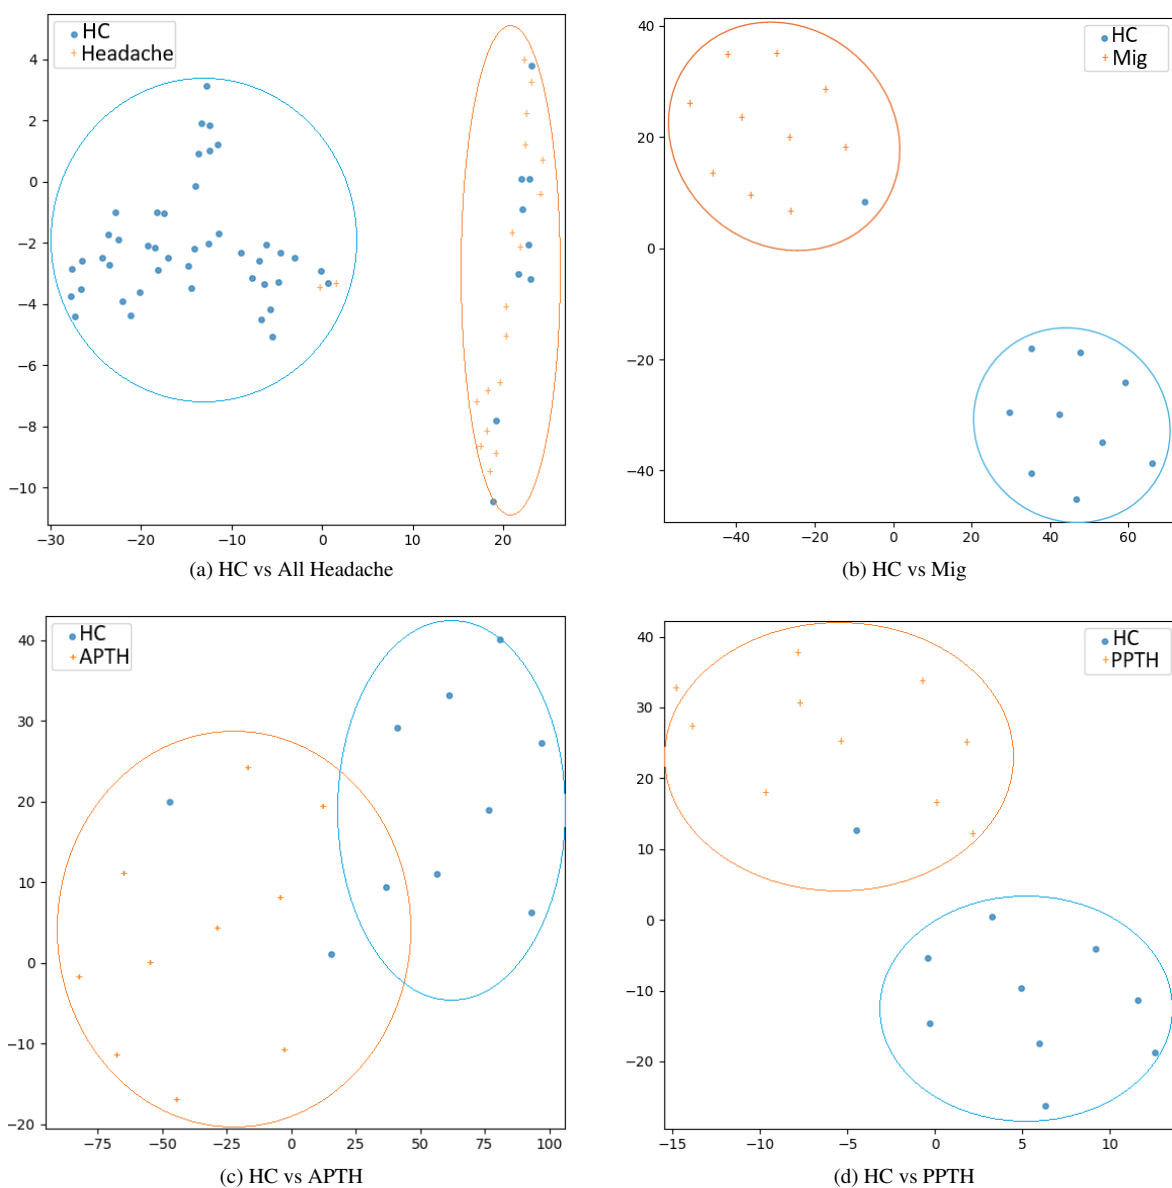 HC
Headache
4
2
0
−2
−4
−6
−8
−10
−30 −20 −10 0 10 20
(a) HC vs All Headache
HC
Mig
40
20
0
−20
−40
−40 −20 0 20 40 60
(b) HC vs Mig
HC
APTH
40
30
20
10
0
−10
−20
−75 −50 −25 0 25 50 75 100
(c) HC vs APTH
HC
PPTH
40
30
20
10
0
−10
−20
−15 −10 −5 0 5 10
(d) HC vs PPTH